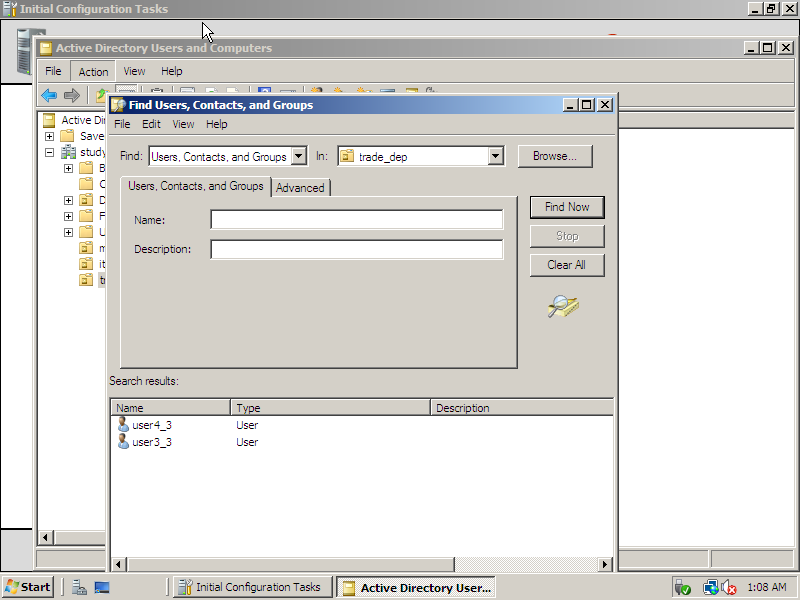 Initial Configuration Tasks
Active Directory Users and Computers
File Action View Help
Active Di
Save
study
B
C
D
F
U
m
it
tr
Find Users, Contacts, and Groups
File Edit View Help
Find: Users, Contacts, and Groups In: trade_dep Browse...
Users, Contacts, and Groups Advanced
Name:
Description:
Find Now
Stop
Clear All
Search results:
Name Type Description
user4_3 User
user3_3 User
Start Initial Configuration Tasks Active Directory User... 1:08 AM